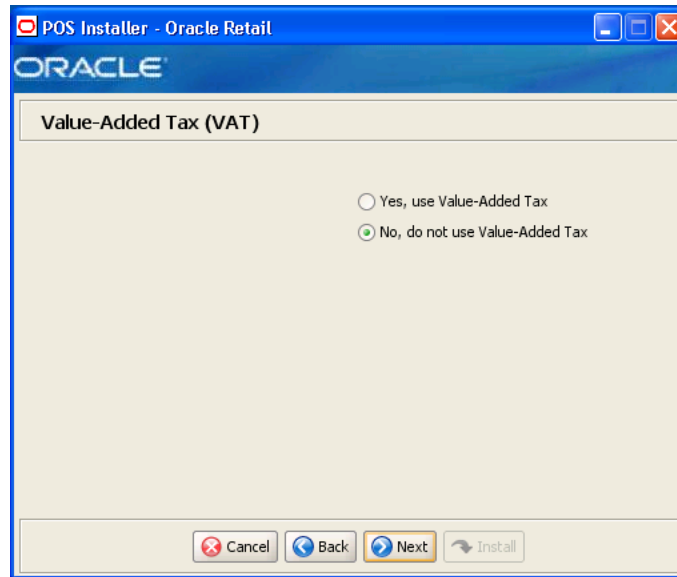 POS Installer - Oracle Retail
ORACLE
Value-Added Tax (VAT)
Yes, use Value-Added Tax
No, do not use Value-Added Tax
Cancel Back Next Install